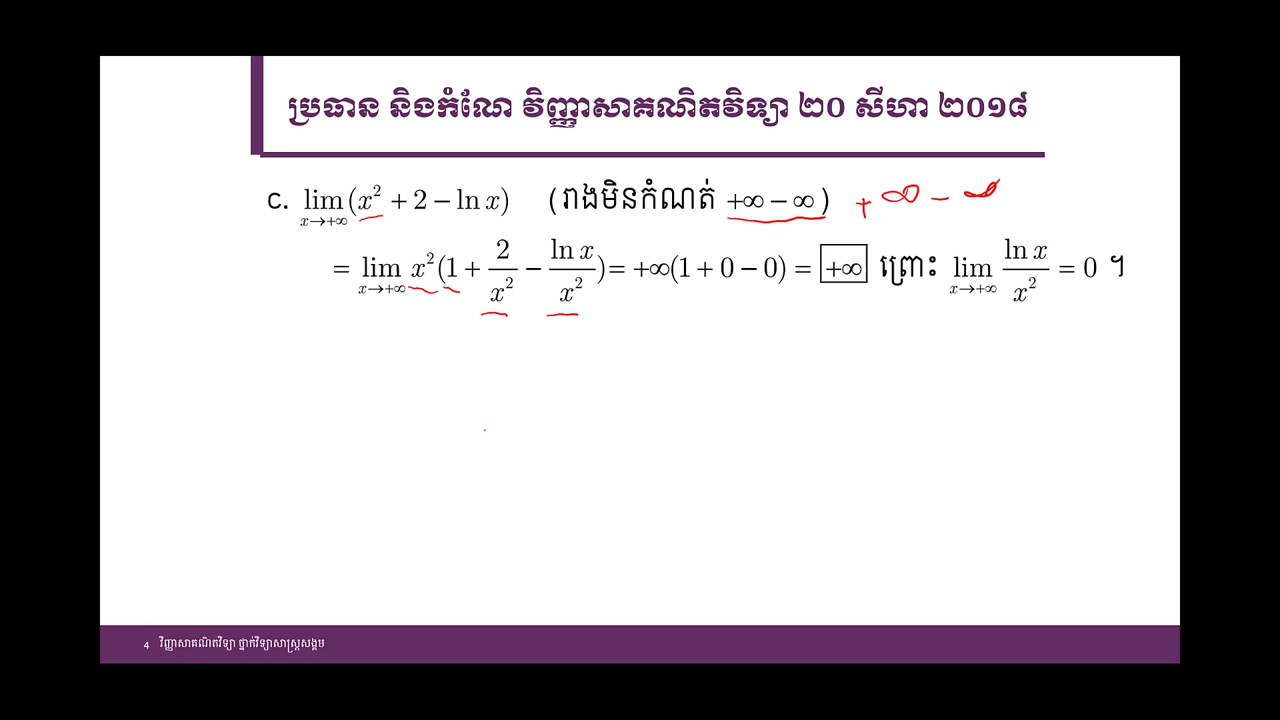 ប្រធាន និងកំណែ វិញ្ញាសាគណិតវិទ្យា ២០ សីហា ២០១៨
c. lim x→+∞ (x² + 2 − ln x) (រាងមិនកំណត់ +∞ − ∞) +∞ − ∞
= lim x→+∞ x²(1 + 2/x² − ln x/x²) = +∞(1 + 0 − 0) = +∞ ព្រោះ lim x→+∞ ln x/x² = 0 ។
4 វិញ្ញាសាគណិតវិទ្យា ថ្នាក់វិទ្យាសាស្ត្រសង្គម